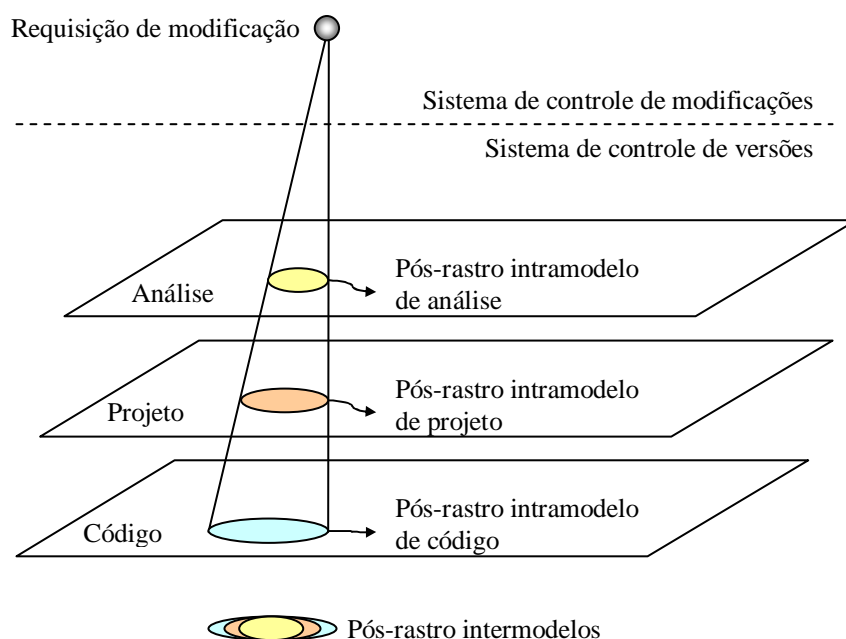 Requisição de modificação
Sistema de controle de modificações
Sistema de controle de versões
Análise
Pós-rastro intramodelo
de análise
Projeto
Pós-rastro intramodelo
de projeto
Código
Pós-rastro intramodelo
de código
Pós-rastro intermodelos